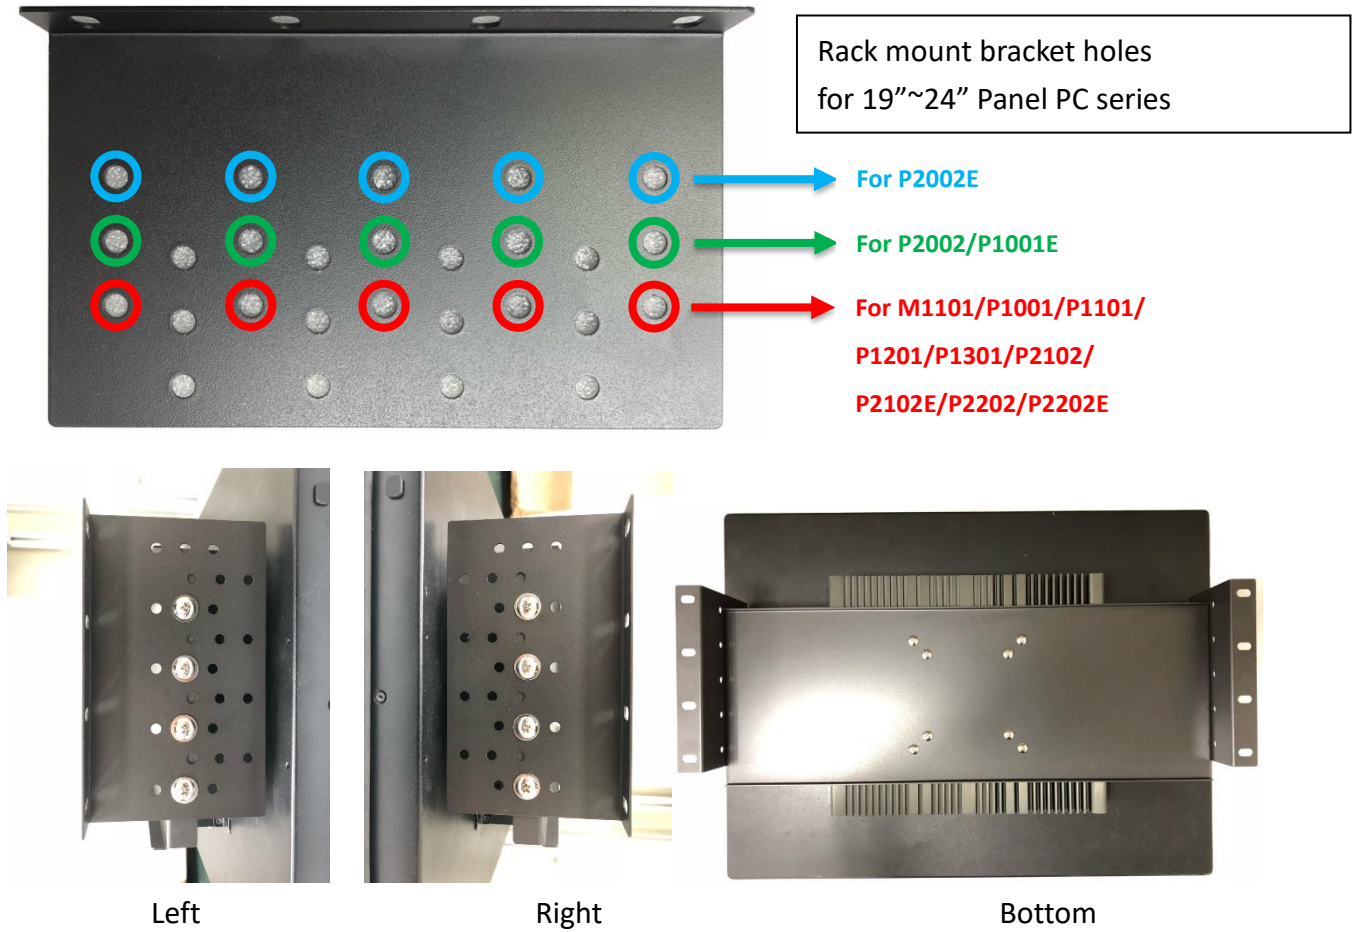 Rack mount bracket holes
for 19”~24” Panel PC series
For P2002E
For P2002/P1001E
For M1101/P1001/P1101/
P1201/P1301/P2102/
P2102E/P2202/P2202E
Left
Right
Bottom